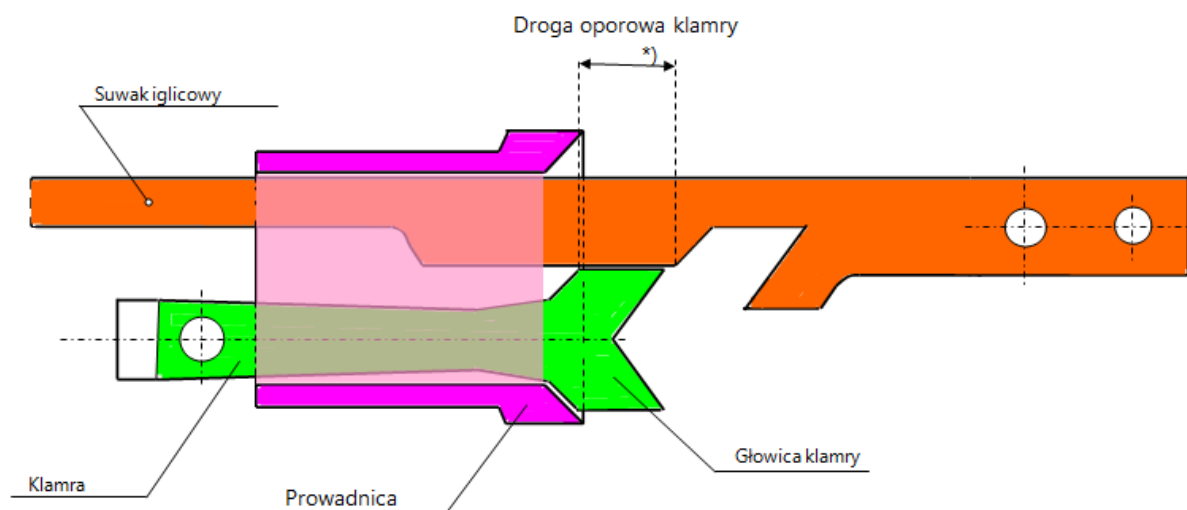 Droga oporowa klamry
*)
Suwak iglicowy
Głowica klamry
Klamra
Prowadnica